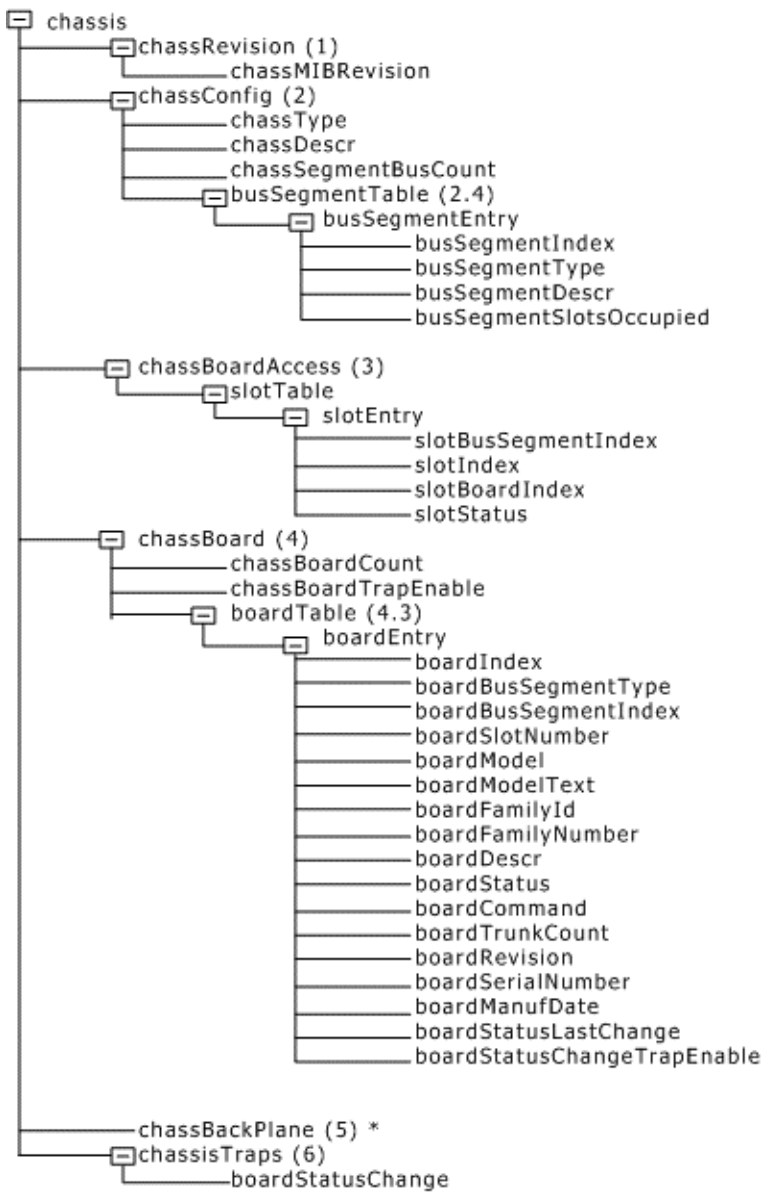 chassis
chassRevision (1)
chassMIBRevision
chassConfig (2)
chassType
chassDescr
chassSegmentBusCount
busSegmentTable (2.4)
busSegmentEntry
busSegmentIndex
busSegmentType
busSegmentDescr
busSegmentSlotsOccupied
chassBoardAccess (3)
slotTable
slotEntry
slotBusSegmentIndex
slotIndex
slotBoardIndex
slotStatus
chassBoard (4)
chassBoardCount
chassBoardTrapEnable
boardTable (4.3)
boardEntry
boardIndex
boardBusSegmentType
boardBusSegmentIndex
boardSlotNumber
boardModel
boardModelText
boardFamilyId
boardFamilyNumber
boardDescr
boardStatus
boardCommand
boardTrunkCount
boardRevision
boardSerialNumber
boardManufDate
boardStatusLastChange
boardStatusChangeTrapEnable
chassBackPlane (5) *
chassisTraps (6)
boardStatusChange